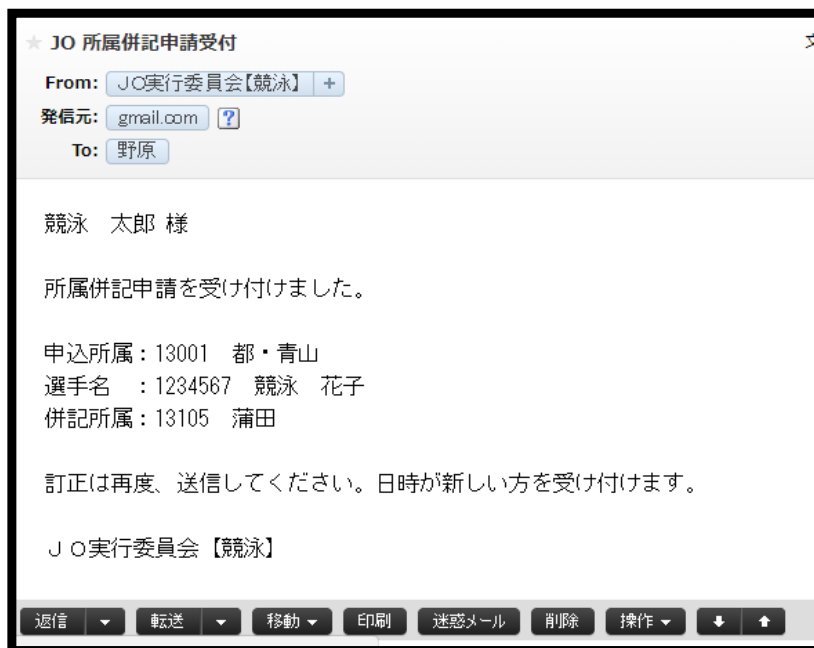 JO 所属併記申請受付
From: JO実行委員会【競泳】 +
発信元: gmail.com ?
To: 野原
競泳　太郎 様
所属併記申請を受け付けました。
申込所属：13001　都・青山
選手名　：1234567　競泳　花子
併記所属：13105　蒲田
訂正は再度、送信してください。日時が新しい方を受け付けます。
ＪＯ実行委員会【競泳】
返信 転送 移動 印刷 迷惑メール 削除 操作